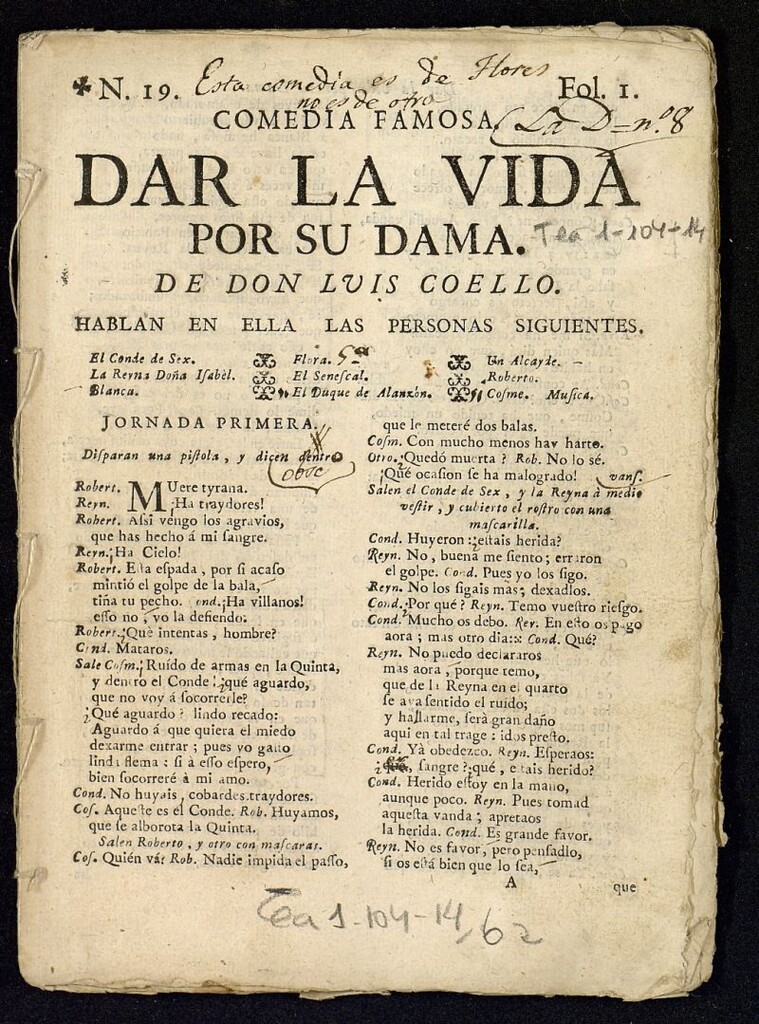 ✠ N. 19. Esta comedia es de Flores Fol. 1.
no es de otro
COMEDIA FAMOSA. La D=n.º 8
DAR LA VIDA
POR SU DAMA. Tea 1-104-14
DE DON LVIS COELLO.
HABLAN EN ELLA LAS PERSONAS SIGUIENTES.
El Conde de Sex. Flora. 5ª Un Alcayde.
La Reyna Doña Isabèl. El Senescal. Roberto.
Blanca. El Duque de Alanzòn. Cosme. Musica.
JORNADA PRIMERA.
Disparan una pistola, y dicen dentro
Robert. MUere tyrana.
Reyn. ¡Ha traydores!
Robert. Assi vengo los agravios,
que has hecho á mi sangre.
Reyn. ¡Ha Cielo!
Robert. Esta espada, por si acaso
mintió el golpe de la bala,
tiña tu pecho. ond. ¡Ha villanos!
esso no, yo la defiendo.
Robert. ¿Què intentas, hombre?
Cond. Mataros.
Sale Cosm. ¡Ruído de armas en la Quinta,
y dentro el Conde! ¿qué aguardo,
que no voy á socorrerle?
¿Qué aguardo? lindo recado:
Aguardo á que quiera el miedo
dexarme entrar; pues yo gasto
linda flema: si à esso espero,
bien socorreré à mi amo.
Cond. No huyais, cobardes traydores.
Cos. Aqueste es el Conde. Rob. Huyamos,
que se alborota la Quinta.
Salen Roberto, y otro con mascaras.
Cos. Quién vá? Rob. Nadie impida el passo,
que le meteré dos balas.
Cosm. Con mucho menos hay harto.
Otro. ¿Quedó muerta? Rob. No lo sé.
¡Qué ocasion se ha malogrado! vans.
Salen el Conde de Sex, y la Reyna à medio
vestir, y cubierto el rostro con una
mascarilla.
Cond. Huyeron: ¿estais herida?
Reyn. No, buena me siento; erraron
el golpe. Cond. Pues yo los sigo.
Reyn. No los sigais mas; dexadlos.
Cond. ¿Por qué? Reyn. Temo vuestro riesgo.
Cond. Mucho os debo. Rey. En esto os pago
aora; mas otro dia::: Cond. Qué?
Reyn. No puedo declararos
mas aora, porque temo,
que de la Reyna en el quarto
se aya sentido el ruido;
y hallarme, serà gran daño
aqui en tal trage: idos presto.
Cond. Yà obedezco. Reyn. Esperaos:
¿qué, sangre? ¿qué, estais herido?
Cond. Herido estoy en la mano,
aunque poco. Reyn. Pues tomad
aquesta vanda; apretaos
la herida. Cond. Es grande favor.
Reyn. No es favor, pero pensadlo,
si os está bien que lo sea,
A que
Tea 1-104-14,